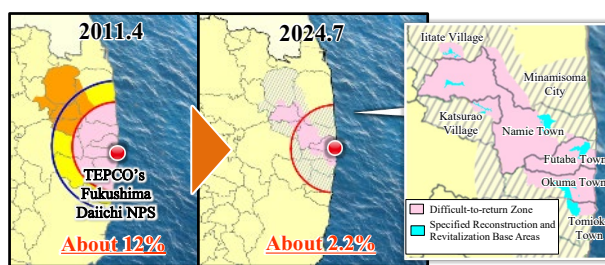 2011.4
TEPCO's
Fukushima
Daiichi NPS
About 12%
2024.7
About 2.2%
Iitate Village
Minamisoma
City
Katsurao
Village
Namie Town
Futaba Town
Okuma Town
Tomiok
Town
Difficult-to-return Zone
Specified Reconstruction and
Revitalization Base Areas